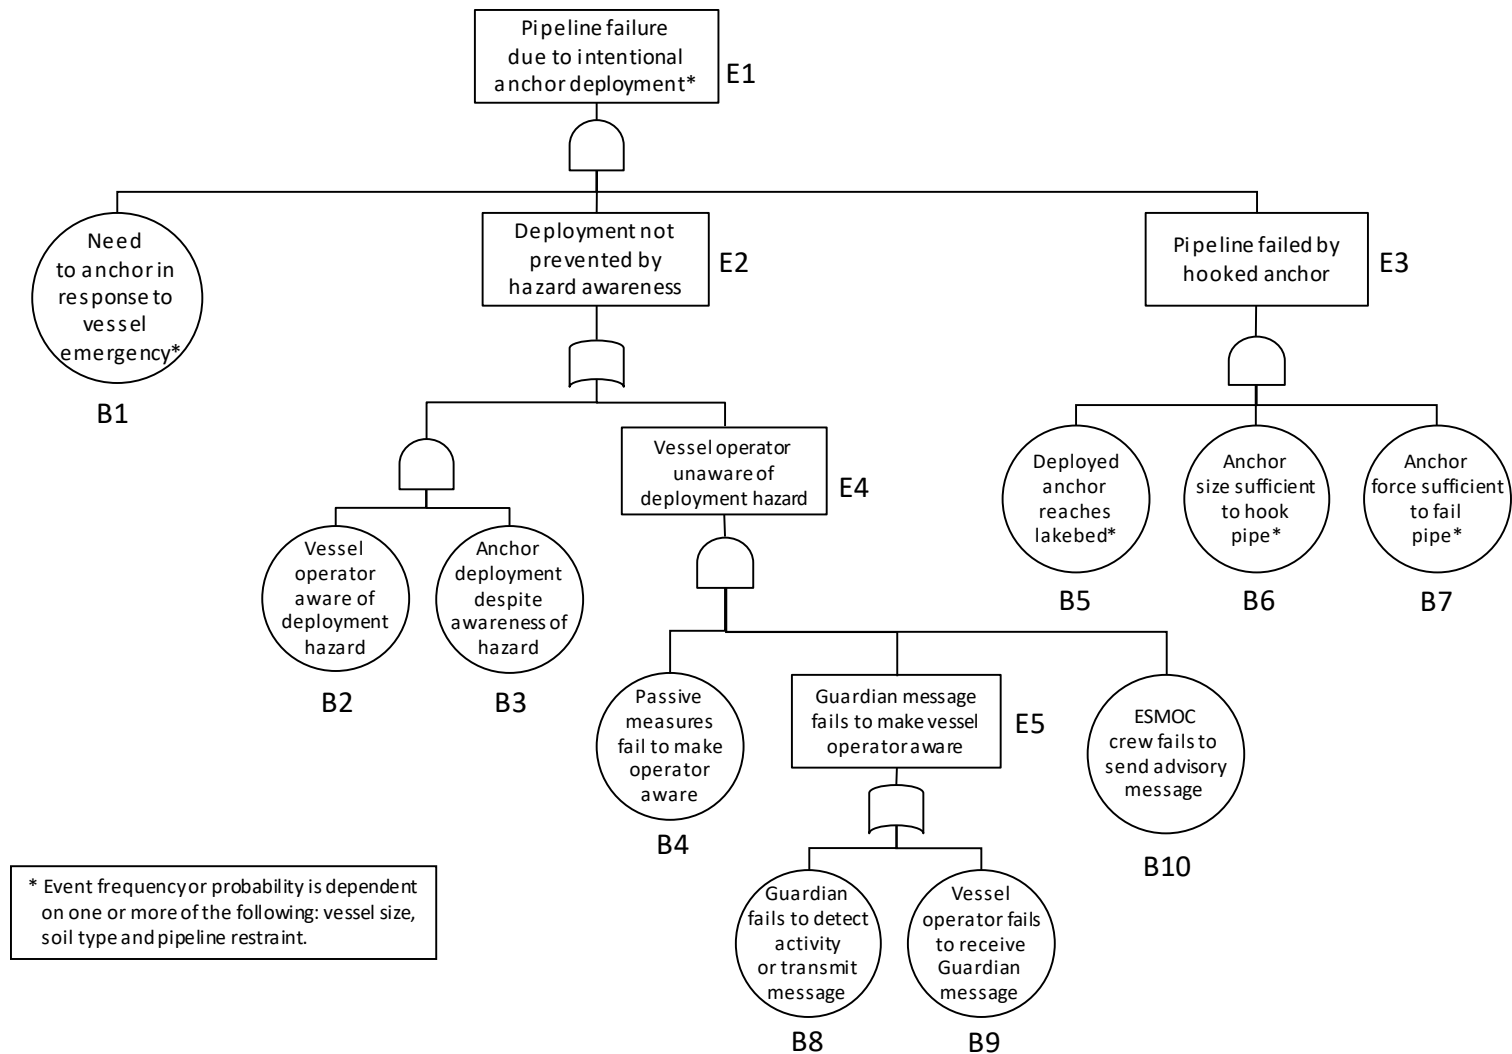 Pipeline failure
due to intentional
anchor deployment*
E1
Need
to anchor in
response to
vessel
emergency*
B1
Deployment not
prevented by
hazard awareness
E2
Pipeline failed by
hooked anchor
E3
Vessel operator
unaware of
deployment hazard
E4
Vessel
operator
aware of
deployment
hazard
B2
Anchor
deployment
despite
awareness of
hazard
B3
Deployed
anchor
reaches
lakebed*
B5
Anchor
size sufficient
to hook
pipe*
B6
Anchor
force sufficient
to fail
pipe*
B7
Passive
measures
fail to make
operator
aware
B4
Guardian message
fails to make vessel
operator aware
E5
ESMOC
crew fails to
send advisory
message
B10
Guardian
fails to detect
activity
or transmit
message
B8
Vessel
operator fails
to receive
Guardian
message
B9
* Event frequency or probability is dependent
on one or more of the following: vessel size,
soil type and pipeline restraint.